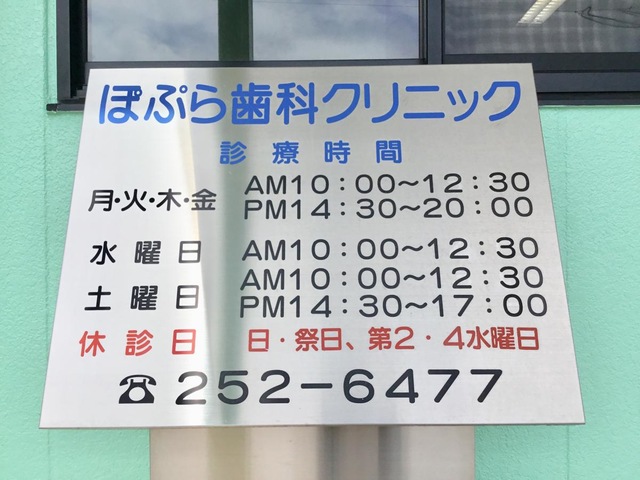 ぽぷら歯科クリニック
診療時間
月・火・木・金 AM10：00〜12：30
PM14：30〜20：00
水曜日 AM10：00〜12：30
土曜日 AM10：00〜12：30
PM14：30〜17：00
休診日 日・祭日、第2・4水曜日
☎252-6477